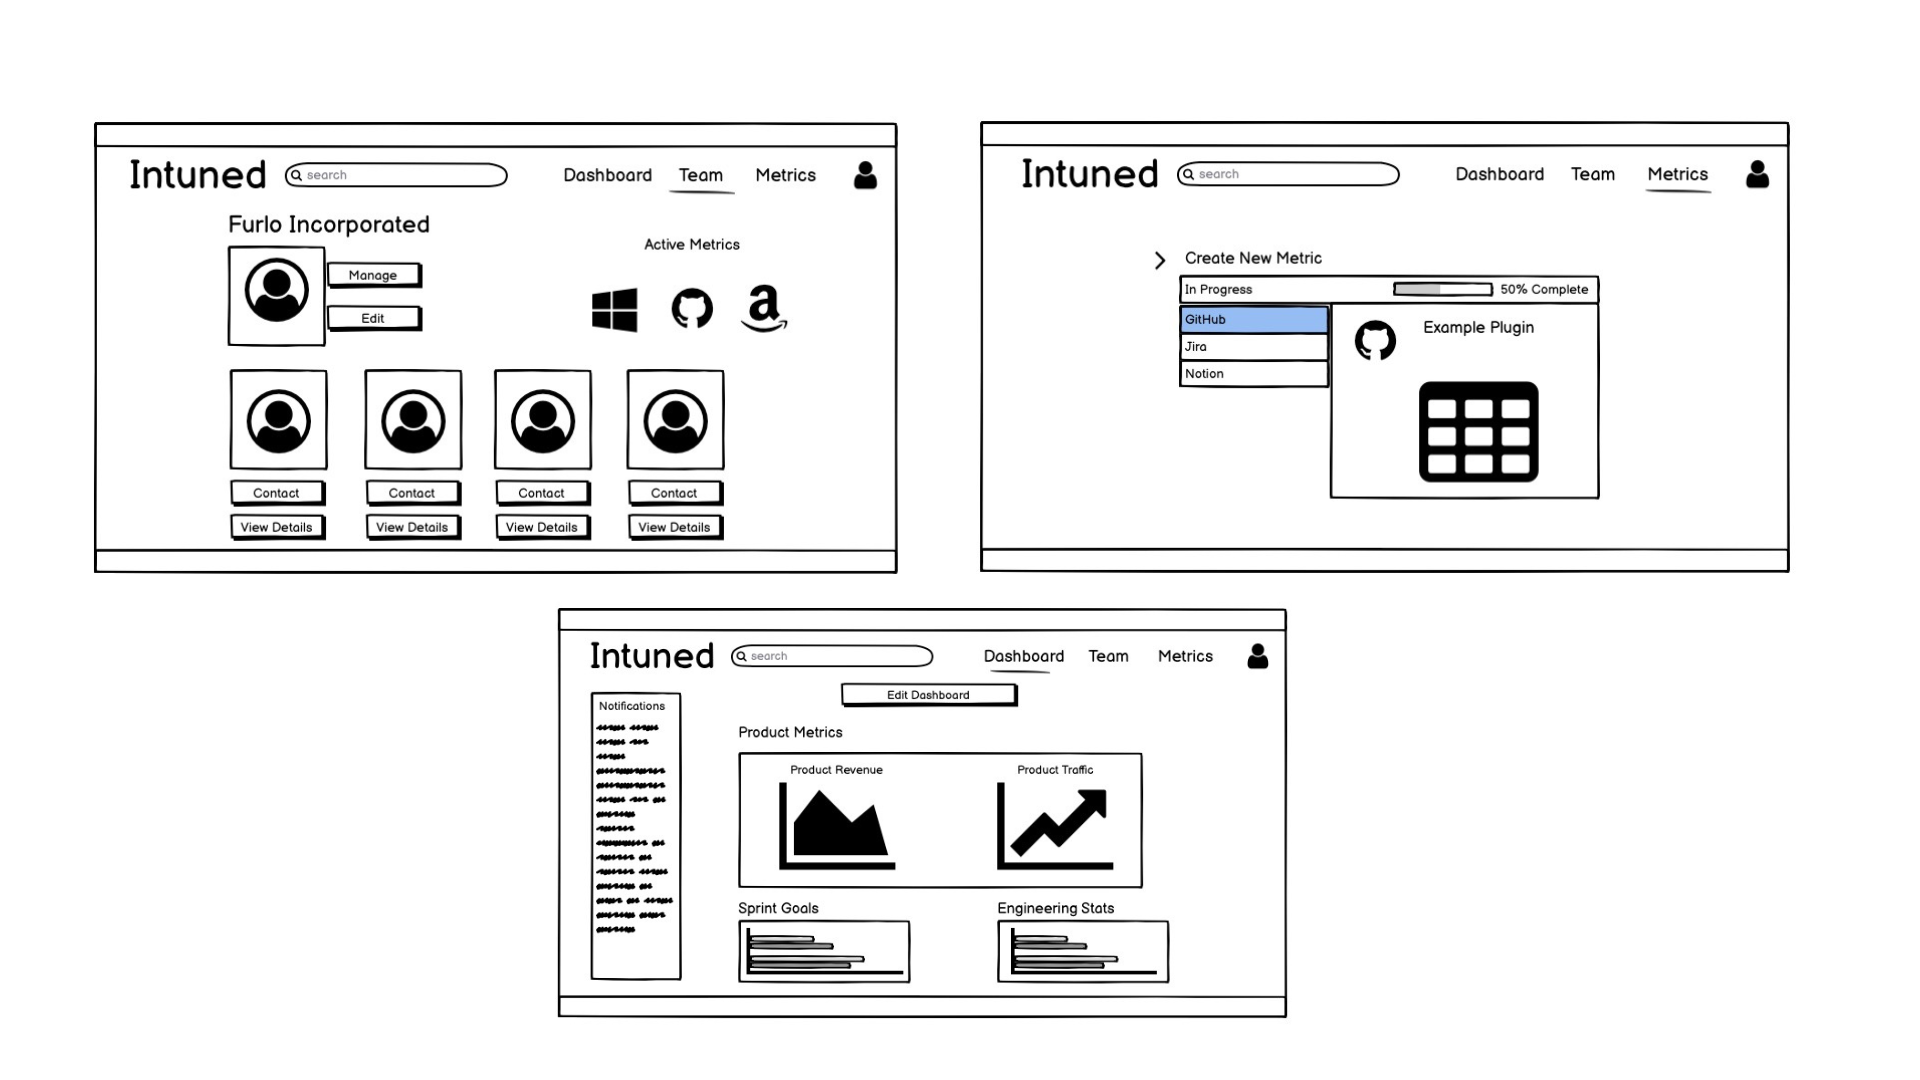 Intuned
search
Dashboard Team Metrics
Furlo Incorporated
Manage
Edit
Active Metrics
a
Contact Contact Contact Contact
View Details View Details View Details View Details
Intuned
search
Dashboard Team Metrics
Create New Metric
In Progress 50% Complete
GitHub
Jira
Notion
Example Plugin
Intuned
search
Dashboard Team Metrics
Edit Dashboard
Notifications
Product Metrics
Product Revenue Product Traffic
Sprint Goals Engineering Stats